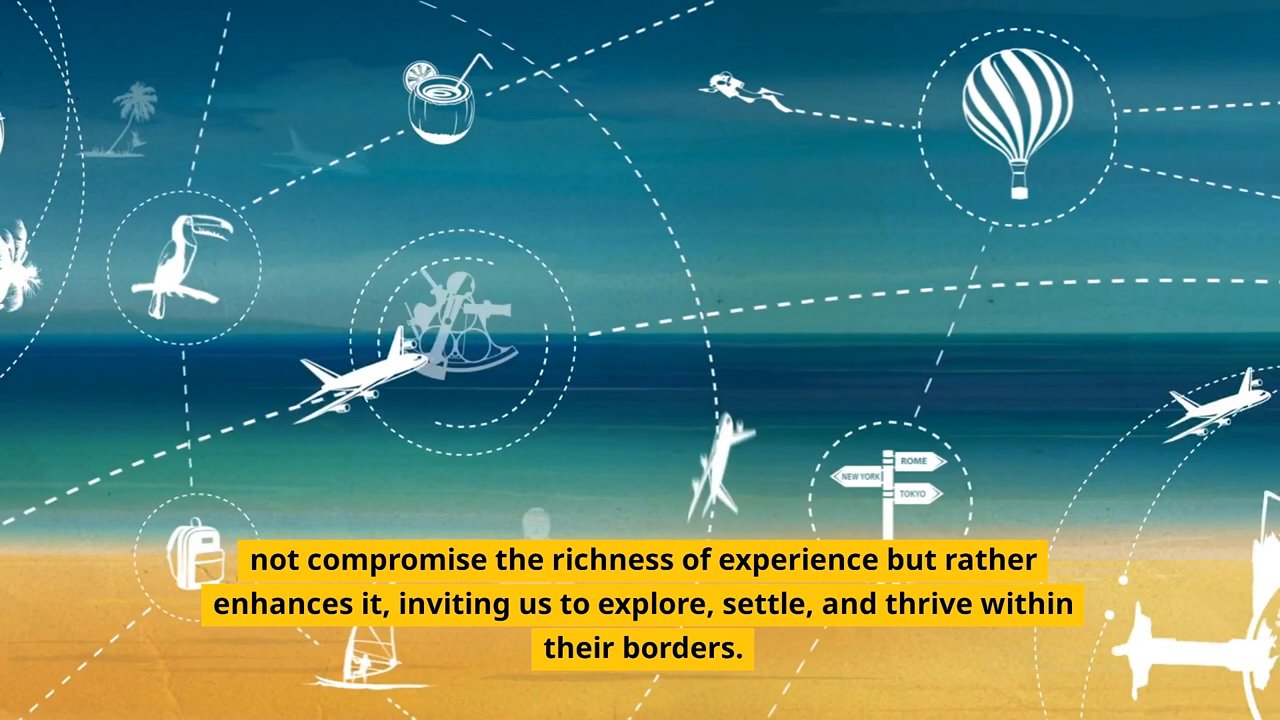 ROME
NEW YORK
TOKYO
not compromise the richness of experience but rather
enhances it, inviting us to explore, settle, and thrive within
their borders.